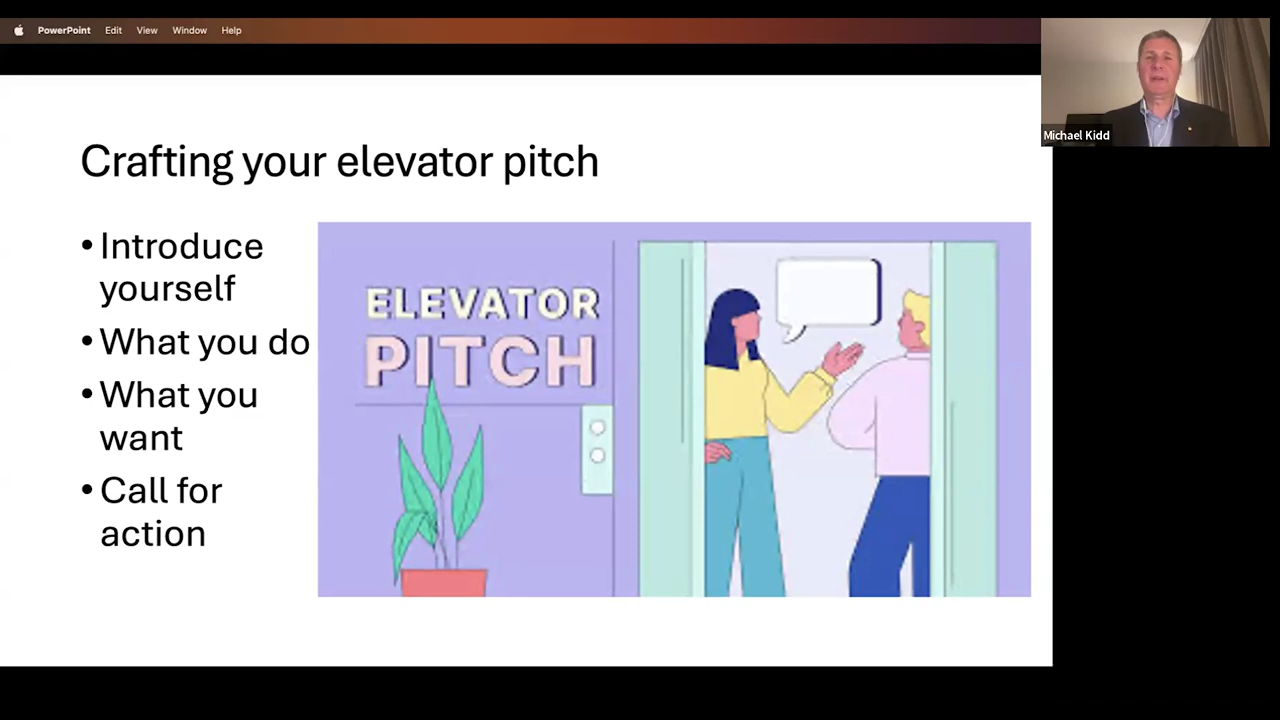 PowerPoint Edit View Window Help
Michael Kidd
Crafting your elevator pitch
• Introduce
yourself
• What you do
• What you
want
• Call for
action
ELEVATOR
PITCH